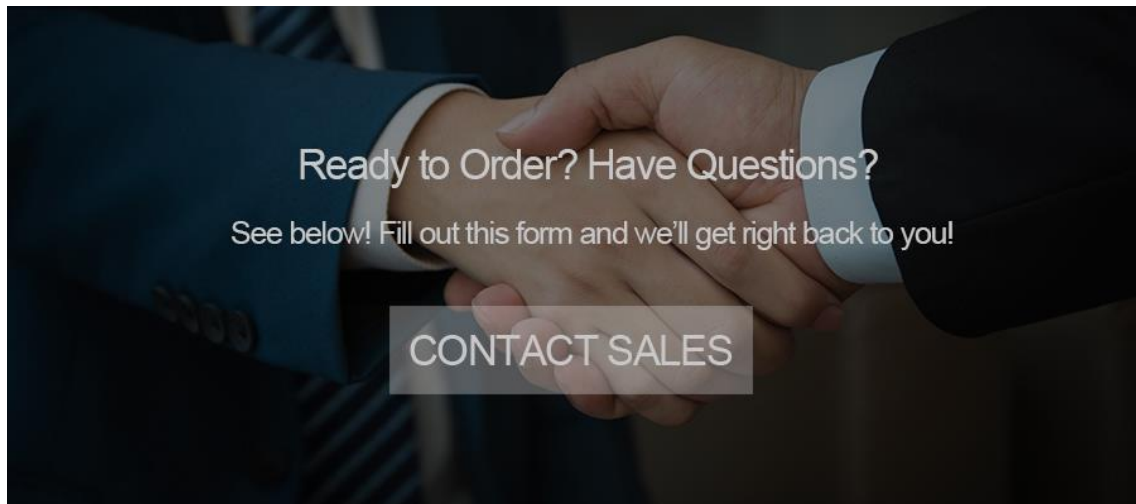 Ready to Order? Have Questions?
See below! Fill out this form and we'll get right back to you!
CONTACT SALES